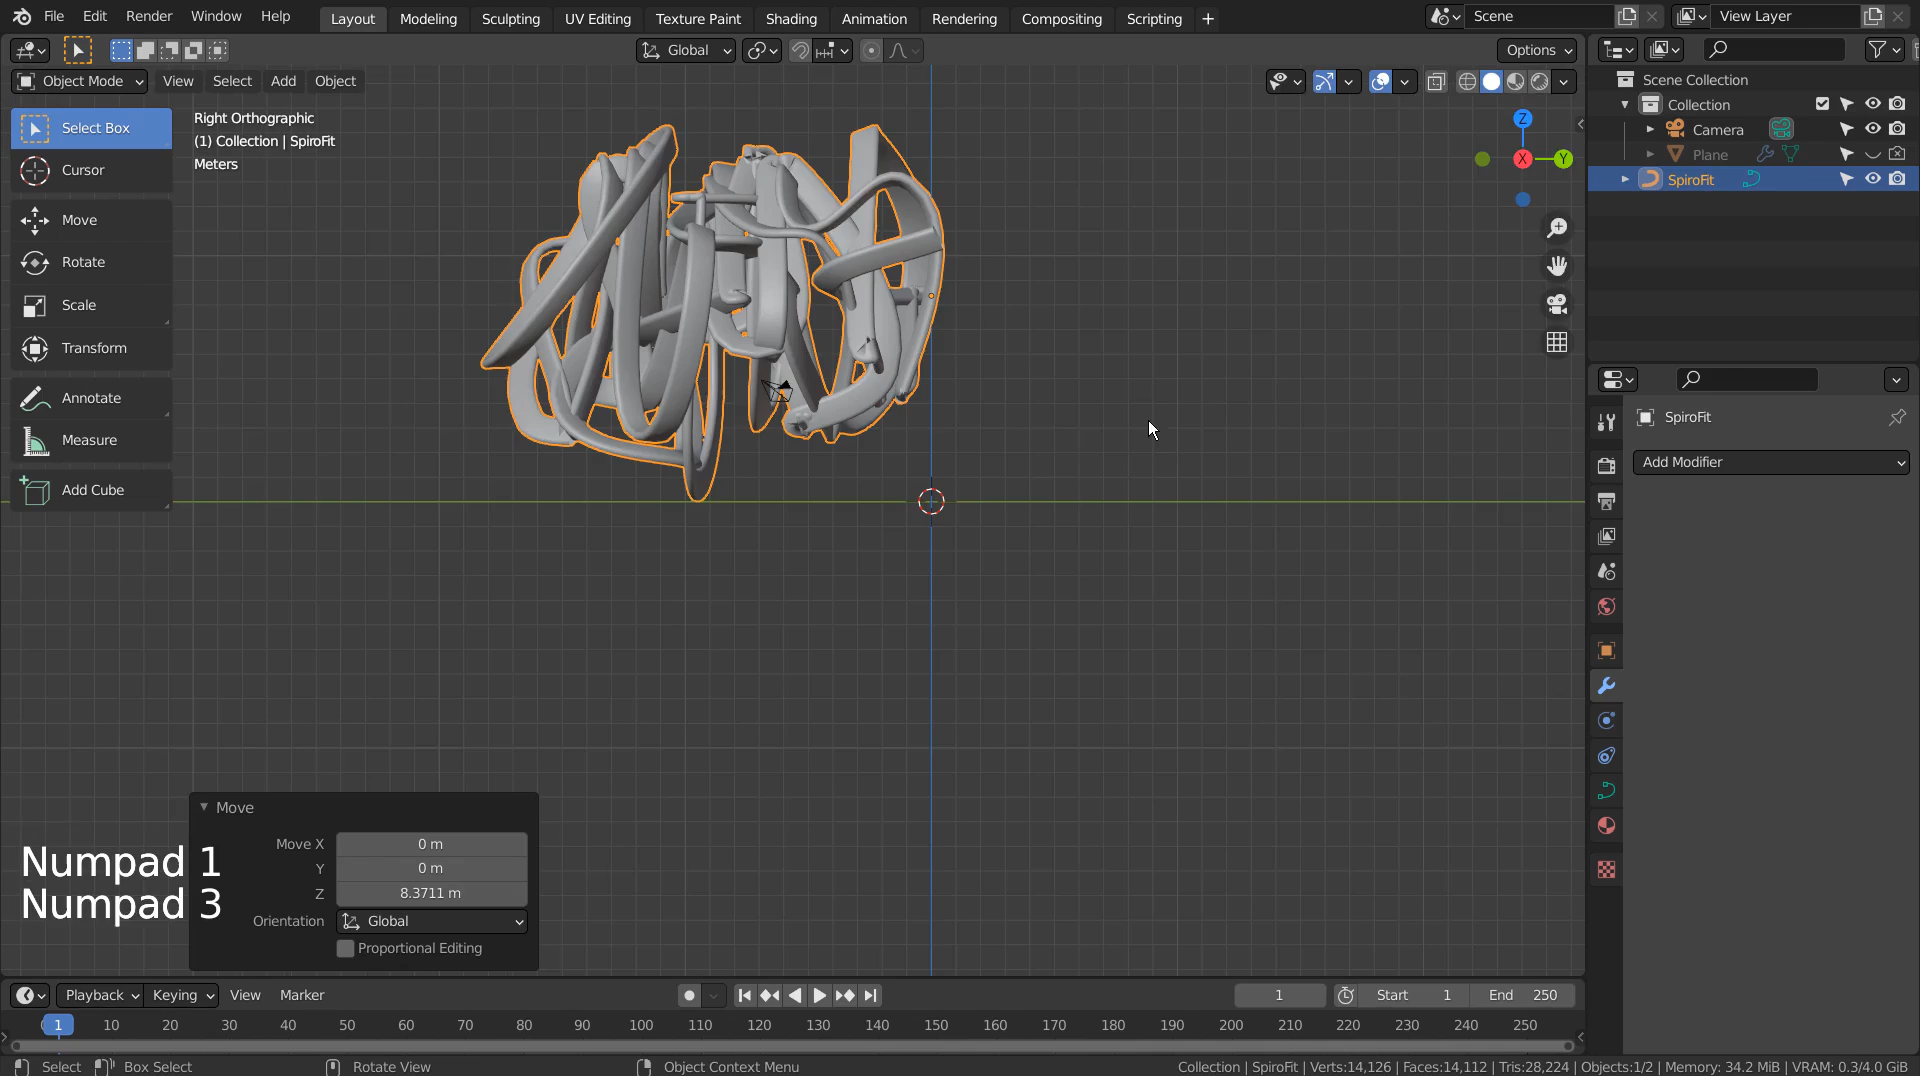 File Edit Render Window Help Layout Modeling Sculpting UV Editing Texture Paint Shading Animation Rendering Compositing Scripting + Scene View Layer
Global Options
Object Mode View Select Add Object
Select Box
Cursor
Move
Rotate
Scale
Transform
Annotate
Measure
Add Cube
Right Orthographic
(1) Collection | SpiroFit
Meters
Z
X
Y
Scene Collection
Collection
Camera
Plane
SpiroFit
SpiroFit
Add Modifier
Move
Move X 0 m
Y 0 m
Z 8.3711 m
Orientation Global
Proportional Editing
Numpad 1
Numpad 3
Playback Keying View Marker 1 Start 1 End 250
1 10 20 30 40 50 60 70 80 90 100 110 120 130 140 150 160 170 180 190 200 210 220 230 240 250
Select Box Select Rotate View Object Context Menu Collection | SpiroFit | Verts:14,126 | Faces:14,112 | Tris:28,224 | Objects:1/2 | Memory: 34.2 MiB | VRAM: 0.3/4.0 GiB